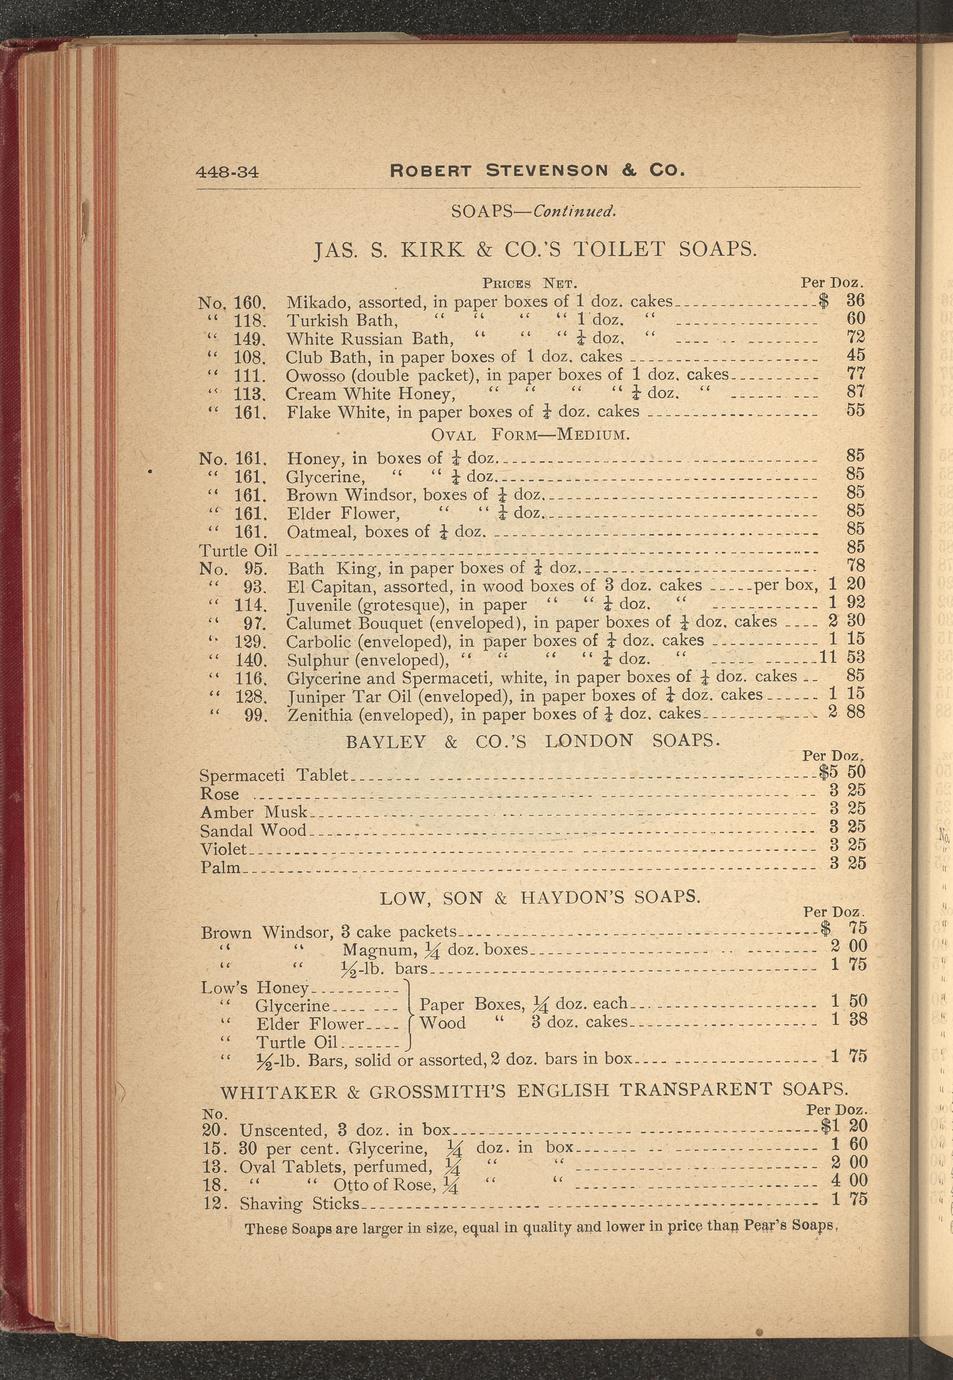 448-34 ROBERT STEVENSON & CO.
SOAPS—Continued.
JAS. S. KIRK & CO.'S TOILET SOAPS.
PRICES NET. Per Doz.
No. 160. Mikado, assorted, in paper boxes of 1 doz. cakes $ 36
“ 118. Turkish Bath, “ “ “ “ 1 doz. “ 60
“ 149. White Russian Bath, “ “ “ ¼ doz. “ 72
“ 108. Club Bath, in paper boxes of 1 doz. cakes 45
“ 111. Owosso (double packet), in paper boxes of 1 doz. cakes 77
“ 113. Cream White Honey, “ “ “ “ ¼ doz. “ 87
“ 161. Flake White, in paper boxes of ¼ doz. cakes 55
OVAL FORM—MEDIUM.
No. 161. Honey, in boxes of ¼ doz. 85
“ 161. Glycerine, “ “ ¼ doz. 85
“ 161. Brown Windsor, boxes of ¼ doz. 85
“ 161. Elder Flower, “ “ ¼ doz. 85
“ 161. Oatmeal, boxes of ¼ doz. 85
Turtle Oil 85
No. 95. Bath King, in paper boxes of ¼ doz. 78
“ 93. El Capitan, assorted, in wood boxes of 3 doz. cakes per box, 1 20
“ 114. Juvenile (grotesque), in paper “ “ ¼ doz. “ 1 92
“ 97. Calumet Bouquet (enveloped), in paper boxes of ¼ doz. cakes 2 30
“ 129. Carbolic (enveloped), in paper boxes of ¼ doz. cakes 1 15
“ 140. Sulphur (enveloped), “ “ “ “ ¼ doz. “ 11 53
“ 116. Glycerine and Spermaceti, white, in paper boxes of ¼ doz. cakes 85
“ 128. Juniper Tar Oil (enveloped), in paper boxes of ¼ doz. cakes 1 15
“ 99. Zenithia (enveloped), in paper boxes of ¼ doz. cakes 2 88
BAYLEY & CO.'S LONDON SOAPS.
Per Doz.
Spermaceti Tablet $5 50
Rose 3 25
Amber Musk 3 25
Sandal Wood 3 25
Violet 3 25
Palm 3 25
LOW, SON & HAYDON'S SOAPS.
Per Doz.
Brown Windsor, 3 cake packets $ 75
“ “ Magnum, ¼ doz. boxes 2 00
“ “ ½-lb. bars 1 75
Low's Honey
“ Glycerine Paper Boxes, ¼ doz. each 1 50
“ Elder Flower Wood “ 3 doz. cakes 1 38
“ Turtle Oil
“ ½-lb. Bars, solid or assorted, 2 doz. bars in box 1 75
WHITAKER & GROSSMITH'S ENGLISH TRANSPARENT SOAPS.
No. Per Doz.
20. Unscented, 3 doz. in box $1 20
15. 30 per cent. Glycerine, ¼ doz. in box 1 60
13. Oval Tablets, perfumed, ¼ “ “ 2 00
18. “ “ Otto of Rose, ¼ “ “ 4 00
12. Shaving Sticks 1 75
These Soaps are larger in size, equal in quality and lower in price than Pear's Soaps.